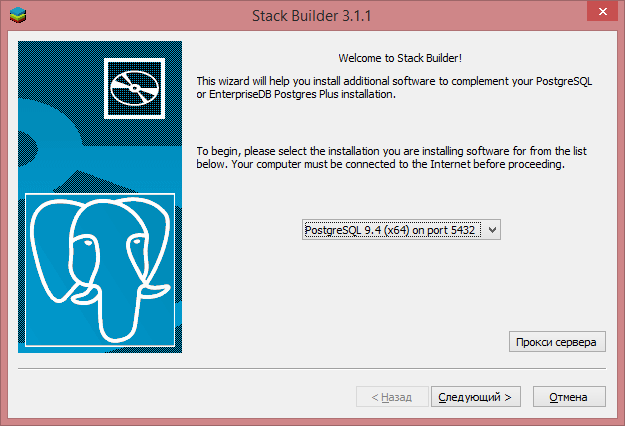 Stack Builder 3.1.1
Welcome to Stack Builder!
This wizard will help you install additional software to complement your PostgreSQL
or EnterpriseDB Postgres Plus installation.
To begin, please select the installation you are installing software for from the list
below. Your computer must be connected to the Internet before proceeding.
PostgreSQL 9.4 (x64) on port 5432
Прокси сервера
< Назад
Следующий >
Отмена